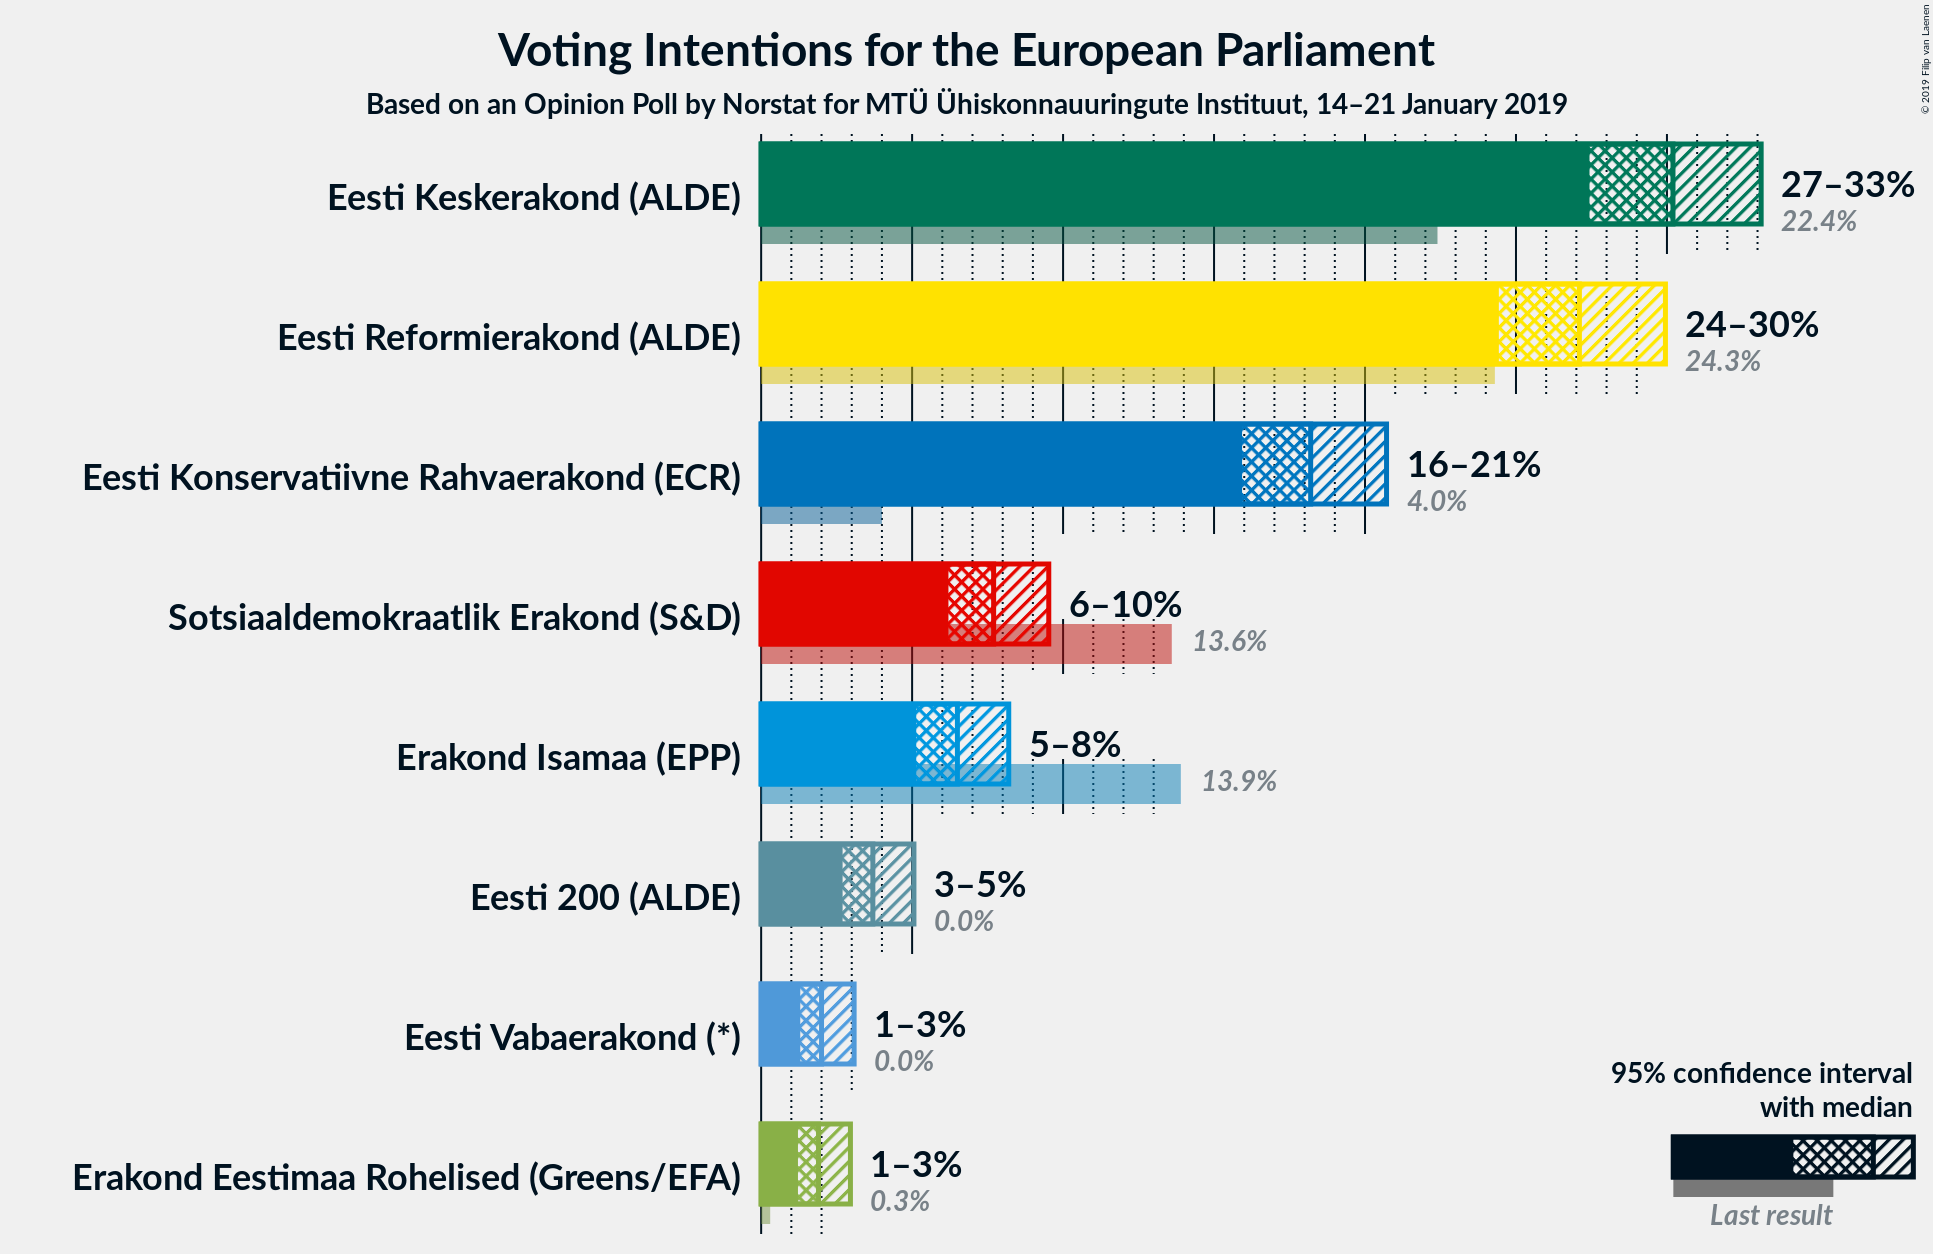 Voting Intentions for the European Parliament
Based on an Opinion Poll by Norstat for MTÜ Ühiskonnauuringute Instituut, 14–21 January 2019
© 2019 Filip van Laenen
Eesti Keskerakond (ALDE)
27–33%
22.4%
Eesti Reformierakond (ALDE)
24–30%
24.3%
Eesti Konservatiivne Rahvaerakond (ECR)
16–21%
4.0%
Sotsiaaldemokraatlik Erakond (S&D)
6–10%
13.6%
Erakond Isamaa (EPP)
5–8%
13.9%
Eesti 200 (ALDE)
3–5%
0.0%
Eesti Vabaerakond (*)
1–3%
0.0%
Erakond Eestimaa Rohelised (Greens/EFA)
1–3%
0.3%
95% confidence interval
with median
Last result